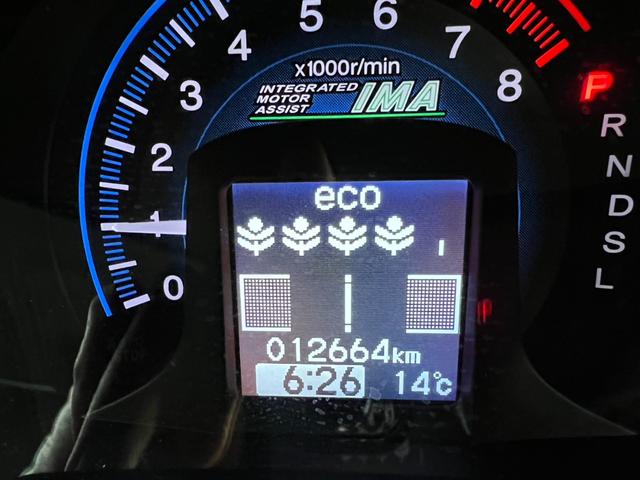 5 6
4 7
3 8
2
1
0
x1000r/min
INTEGRATED
MOTOR
ASSIST
IMA
P
R
N
D
S
L
eco
012664km
6:26 14℃